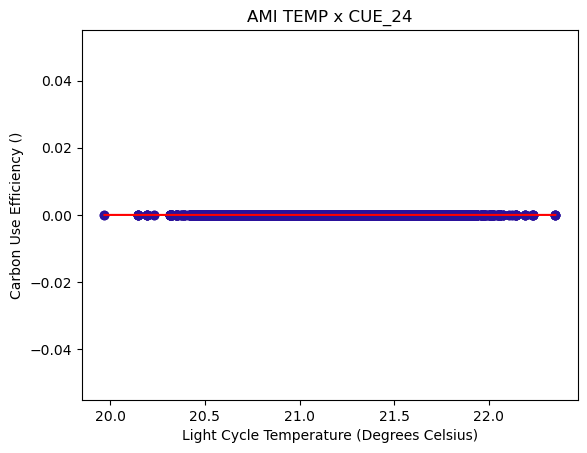 AMI TEMP x CUE_24
0.04
0.02
0.00
−0.02
−0.04
Carbon Use Efficiency ()
20.0 20.5 21.0 21.5 22.0
Light Cycle Temperature (Degrees Celsius)